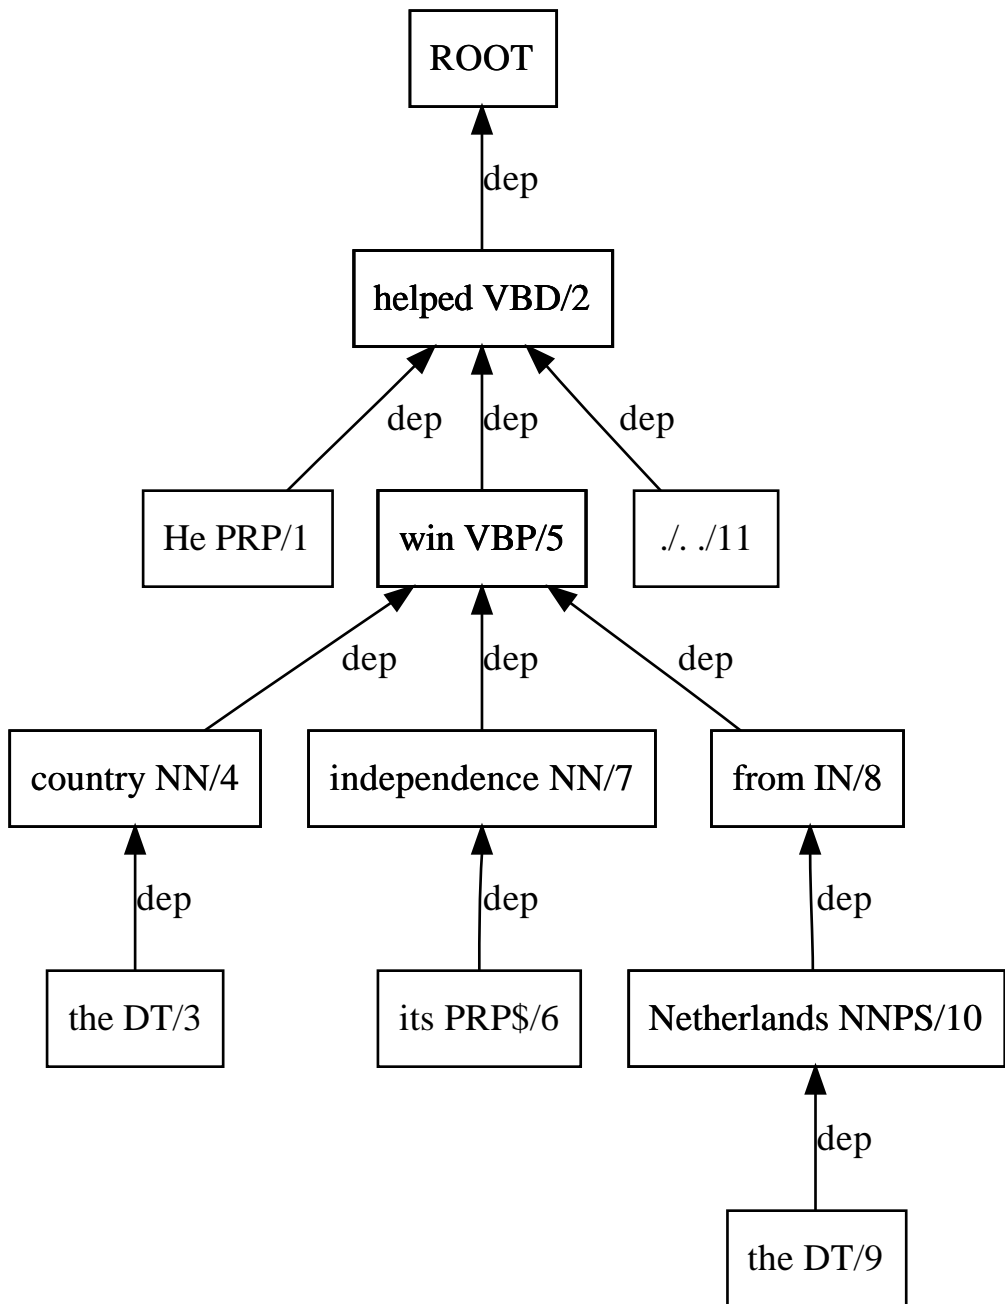 ROOT
dep
helped VBD/2
dep dep dep
He PRP/1 win VBP/5 ./. ./11
dep dep dep
country NN/4 independence NN/7 from IN/8
dep dep dep
the DT/3 its PRP$/6 Netherlands NNPS/10
dep
the DT/9